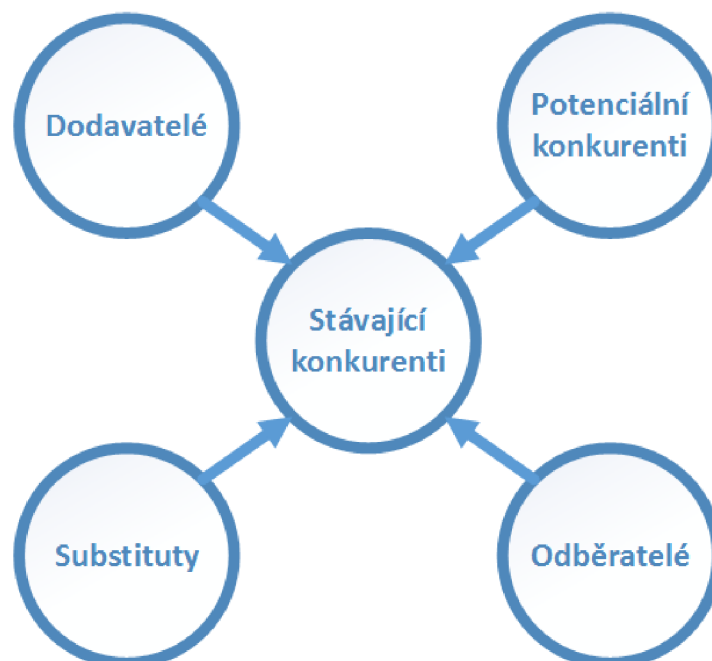 Dodavatelé
Potenciální
konkurenti
Stávající
konkurenti
Substituty
Odběratelé